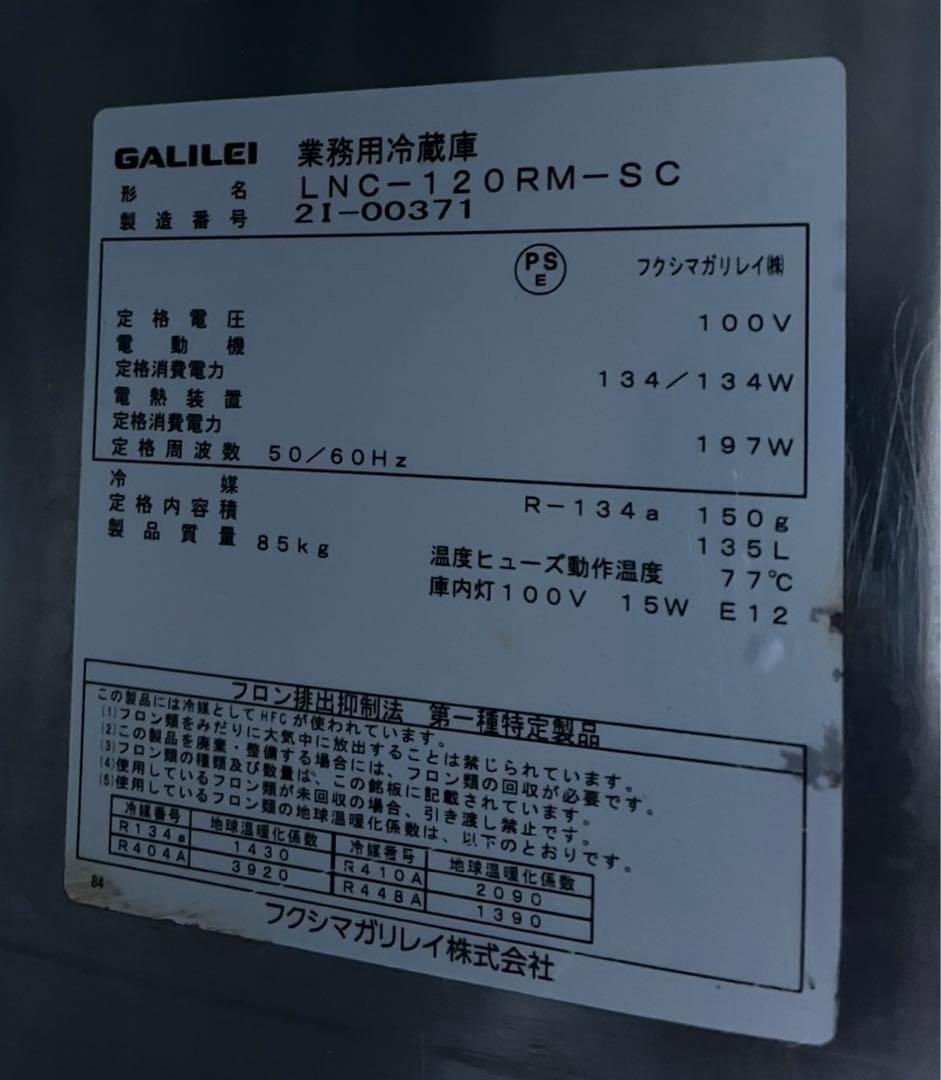 GALILEI 業務用冷蔵庫
形名 LNC-120RM-SC
製造番号 2I-00371
PSE フクシマガリレイ㈱
定格電圧 100V
電動機
定格消費電力 134/134W
電熱装置
定格消費電力 197W
定格周波数 50/60Hz
冷媒 R-134a 150g
定格内容積 135L
製品質量 85kg
温度ヒューズ動作温度 77℃
庫内灯100V 15W E12
フロン排出抑制法 第一種特定製品
この製品には冷媒としてHFCが使われています。
(1)フロン類をみだりに大気中に放出することは禁じられています。
(2)この製品を廃棄・整備する場合には、フロン類の回収が必要です。
(3)フロン類の種類及び数量は、この銘板に記載されています。
(4)使用しているフロン類が未回収の場合、引き渡し禁止です。
(5)使用しているフロン類の地球温暖化係数は、以下のとおりです。
冷媒番号 地球温暖化係数 冷媒番号 地球温暖化係数
R134a 1430 R410A 2090
R404A 3920 R448A 1390
84
フクシマガリレイ株式会社